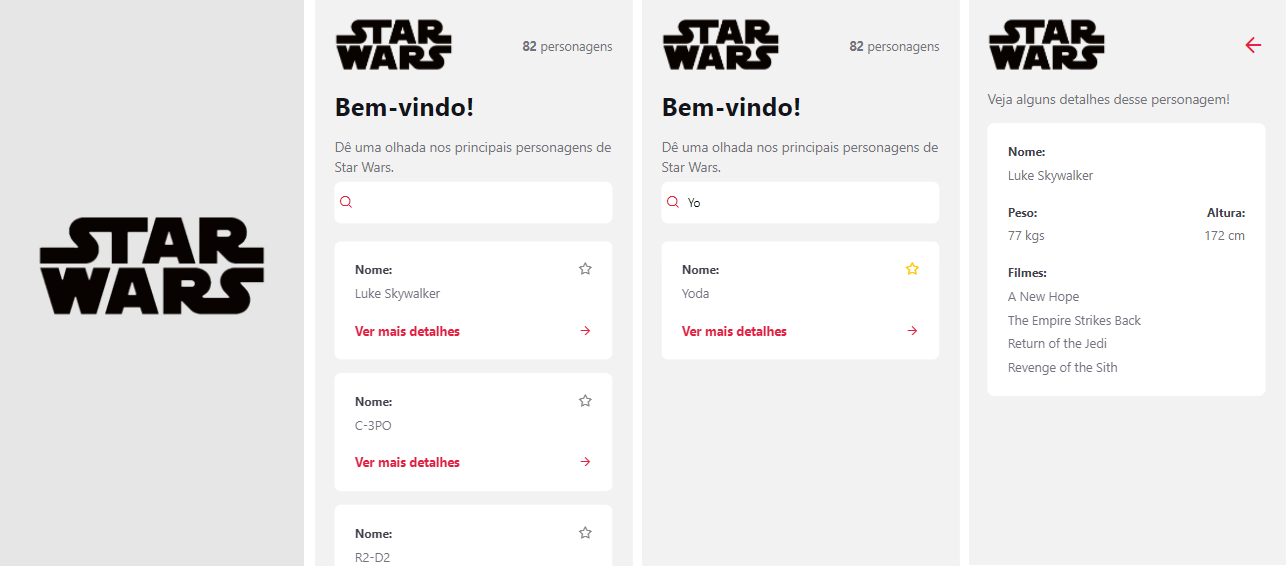 STAR
WARS
STAR
WARS
82 personagens
Bem-vindo!
Dê uma olhada nos principais personagens de
Star Wars.
Nome:
Luke Skywalker
Ver mais detalhes
Nome:
C-3PO
Ver mais detalhes
Nome:
R2-D2
STAR
WARS
82 personagens
Bem-vindo!
Dê uma olhada nos principais personagens de
Star Wars.
Yo
Nome:
Yoda
Ver mais detalhes
STAR
WARS
Veja alguns detalhes desse personagem!
Nome:
Luke Skywalker
Peso: Altura:
77 kgs 172 cm
Filmes:
A New Hope
The Empire Strikes Back
Return of the Jedi
Revenge of the Sith